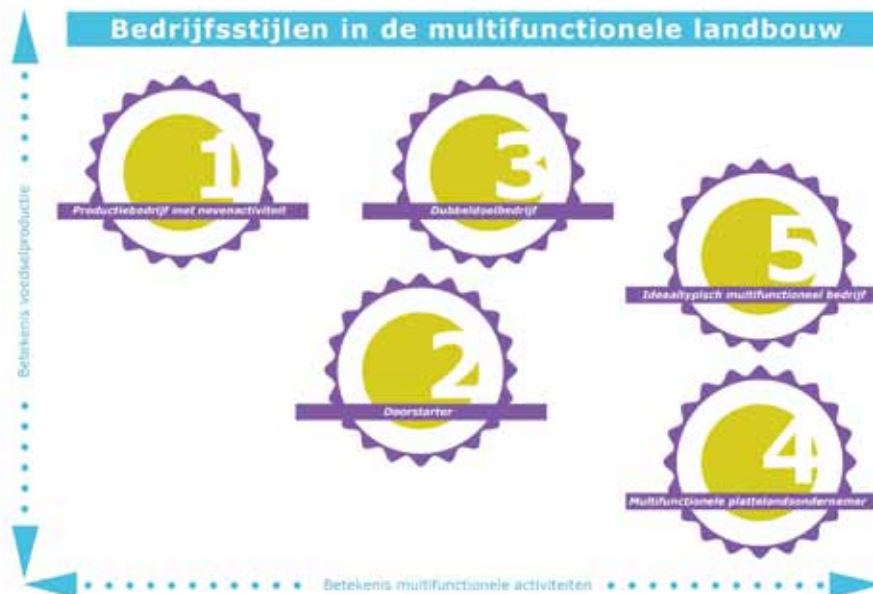 Bedrijfsstijlen in de multifunctionele landbouw
1
Productiebedrijf met nevenactiviteit
3
Dubbeldoelbedrijf
5
Ideaaltypisch multifunctioneel bedrijf
2
Doorstarter
4
Multifunctionele plattelandsondernemer
Betekenis voedselproductie
Betekenis multifunctionele activiteiten